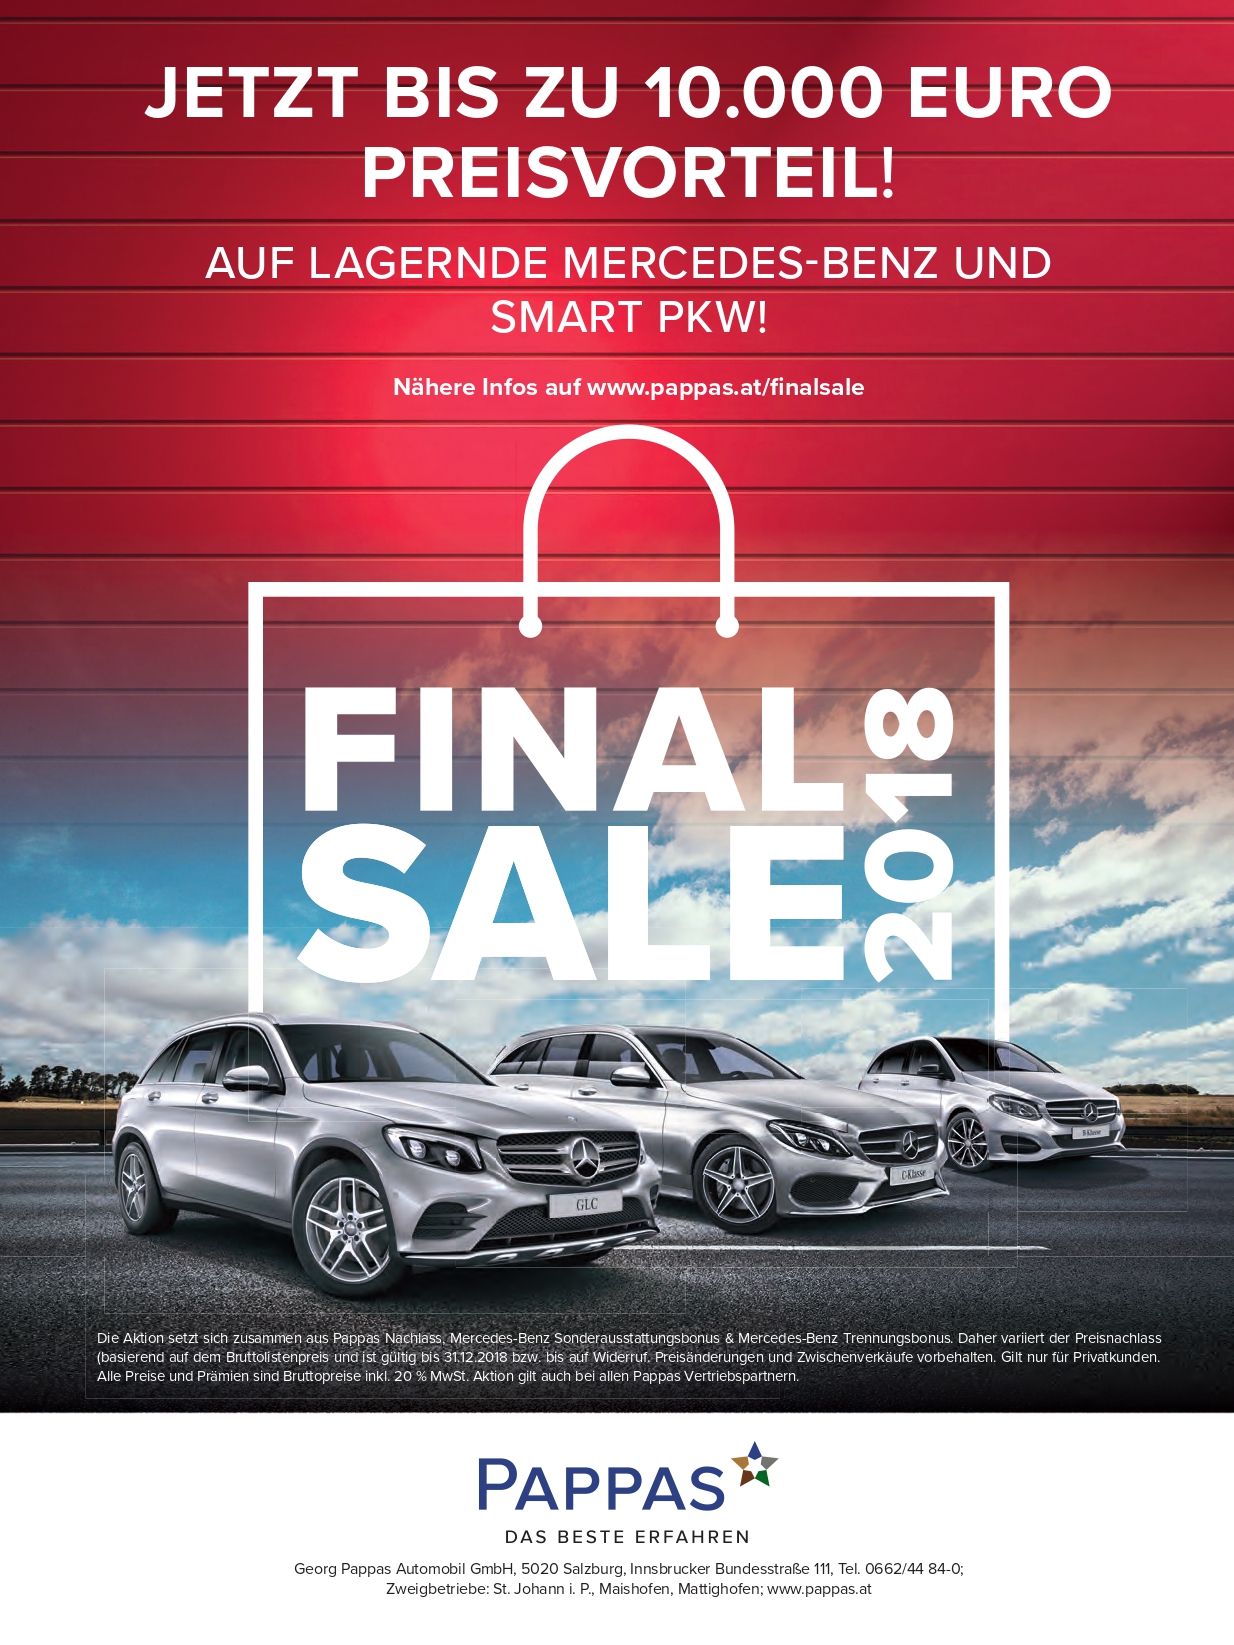 JETZT BIS ZU 10.000 EURO
PREISVORTEIL!
AUF LAGERNDE MERCEDES-BENZ UND
SMART PKW!
Nähere Infos auf www.pappas.at/finalsale
FINAL
SALE
2018
GLC
C-Klasse
B-Klasse
Die Aktion setzt sich zusammen aus Pappas Nachlass, Mercedes-Benz Sonderausstattungsbonus & Mercedes-Benz Trennungsbonus. Daher variiert der Preisnachlass
(basierend auf dem Bruttolistenpreis und ist gültig bis 31.12.2018 bzw. bis auf Widerruf. Preisänderungen und Zwischenverkäufe vorbehalten. Gilt nur für Privatkunden.
Alle Preise und Prämien sind Bruttopreise inkl. 20 % MwSt. Aktion gilt auch bei allen Pappas Vertriebspartnern.
PAPPAS
DAS BESTE ERFAHREN
Georg Pappas Automobil GmbH, 5020 Salzburg, Innsbrucker Bundesstraße 111, Tel. 0662/44 84-0;
Zweigbetriebe: St. Johann i. P., Maishofen, Mattighofen; www.pappas.at